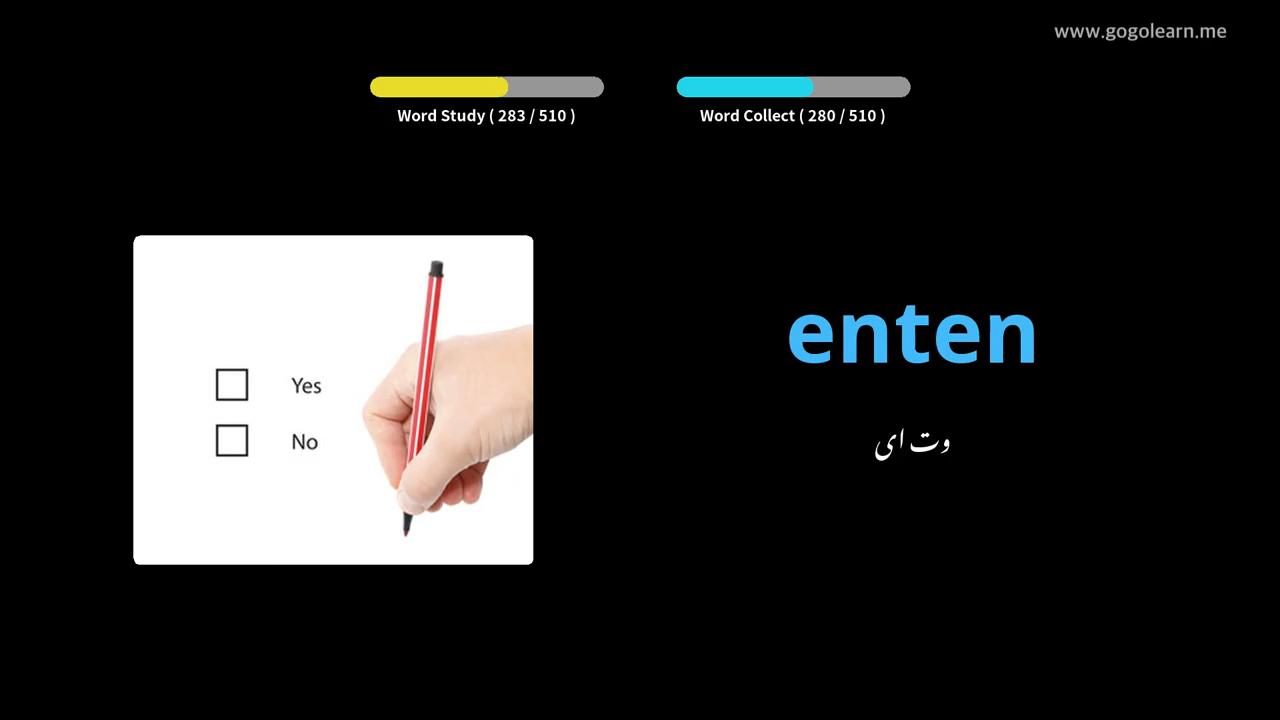 www.gogolearn.me
Word Study ( 283 / 510 )
Word Collect ( 280 / 510 )
enten
وت ای
Yes
No